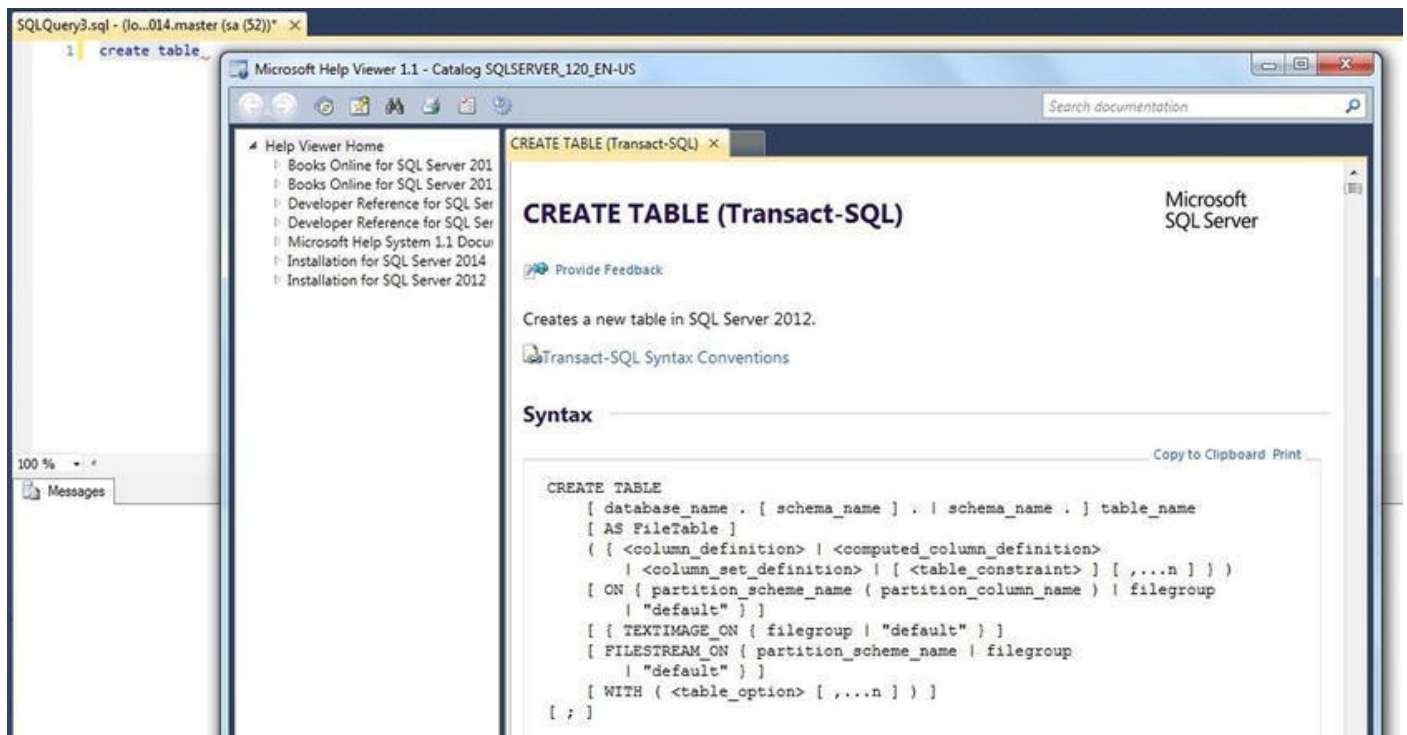 SQLQuery3.sql - (lo...014.master (sa (52))* ×
1 create table
Microsoft Help Viewer 1.1 - Catalog SQLSERVER_120_EN-US
Search documentation
Help Viewer Home
Books Online for SQL Server 201
Books Online for SQL Server 201
Developer Reference for SQL Ser
Developer Reference for SQL Ser
Microsoft Help System 1.1 Docu
Installation for SQL Server 2014
Installation for SQL Server 2012
CREATE TABLE (Transact-SQL) ×
CREATE TABLE (Transact-SQL)
Microsoft
SQL Server
Provide Feedback
Creates a new table in SQL Server 2012.
Transact-SQL Syntax Conventions
Syntax
Copy to Clipboard Print
CREATE TABLE
[ database_name . [ schema_name ] . | schema_name . ] table_name
[ AS FileTable ]
( { <column_definition> | <computed_column_definition>
| <column_set_definition> | [ <table_constraint> ] [ ,...n ] } )
[ ON { partition_scheme_name ( partition_column_name ) | filegroup
| "default" } ]
[ { TEXTIMAGE_ON { filegroup | "default" } ]
[ FILESTREAM_ON { partition_scheme_name | filegroup
| "default" } ]
[ WITH ( <table_option> [ ,...n ] ) ]
[ ; ]
100 %
Messages